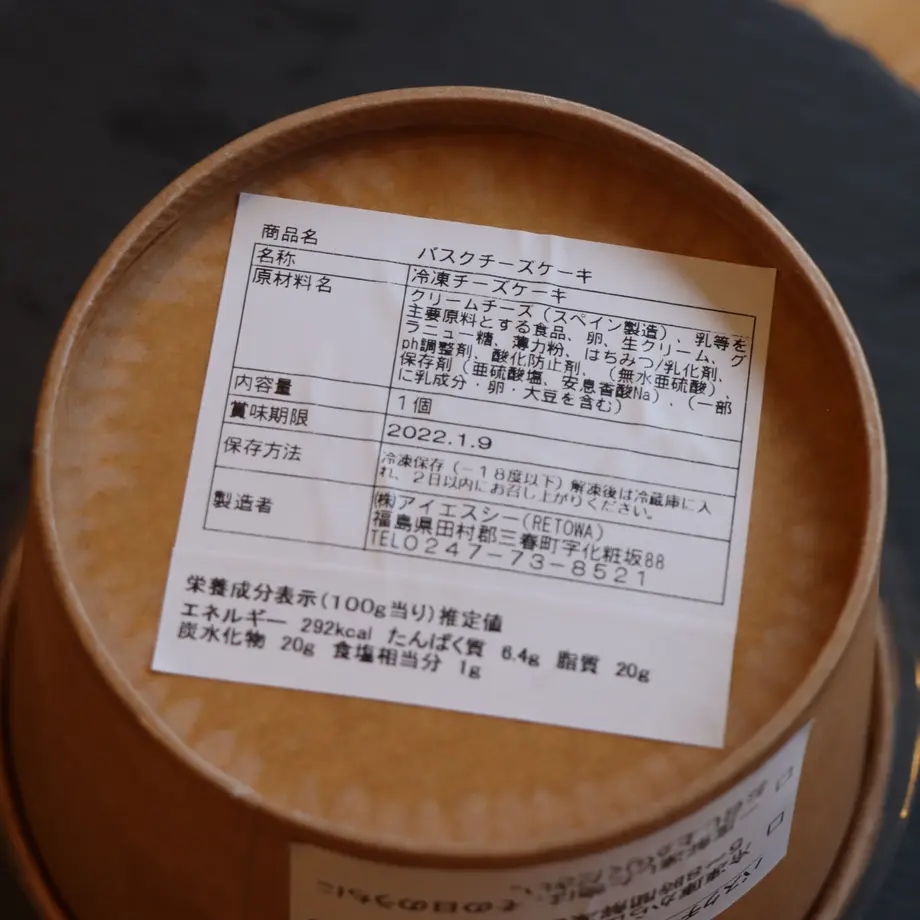 商品名 バスクチーズケーキ
名称 冷凍チーズケーキ
原材料名 クリームチーズ（スペイン製造）、乳等を
主要原料とする食品、卵、生クリーム、グ
ラニュー糖、薄力粉、はちみつ/乳化剤、
ph調整剤、酸化防止剤、（無水亜硫酸）、
保存剤（亜硫酸塩、安息香酸Na）、（一部
に乳成分・卵・大豆を含む）
内容量 1個
賞味期限 2022.1.9
保存方法 冷凍保存（－18度以下）解凍後は冷蔵庫に入
れ、2日以内にお召し上がりください。
製造者 ㈱アイエスシー(RETOWA)
福島県田村郡三春町字化粧坂88
TEL0247-73-8521
栄養成分表示(100g当り)推定値
エネルギー 292kcal たんぱく質 6.4g 脂質 20g
炭水化物 20g 食塩相当分 1g
その日のうちに